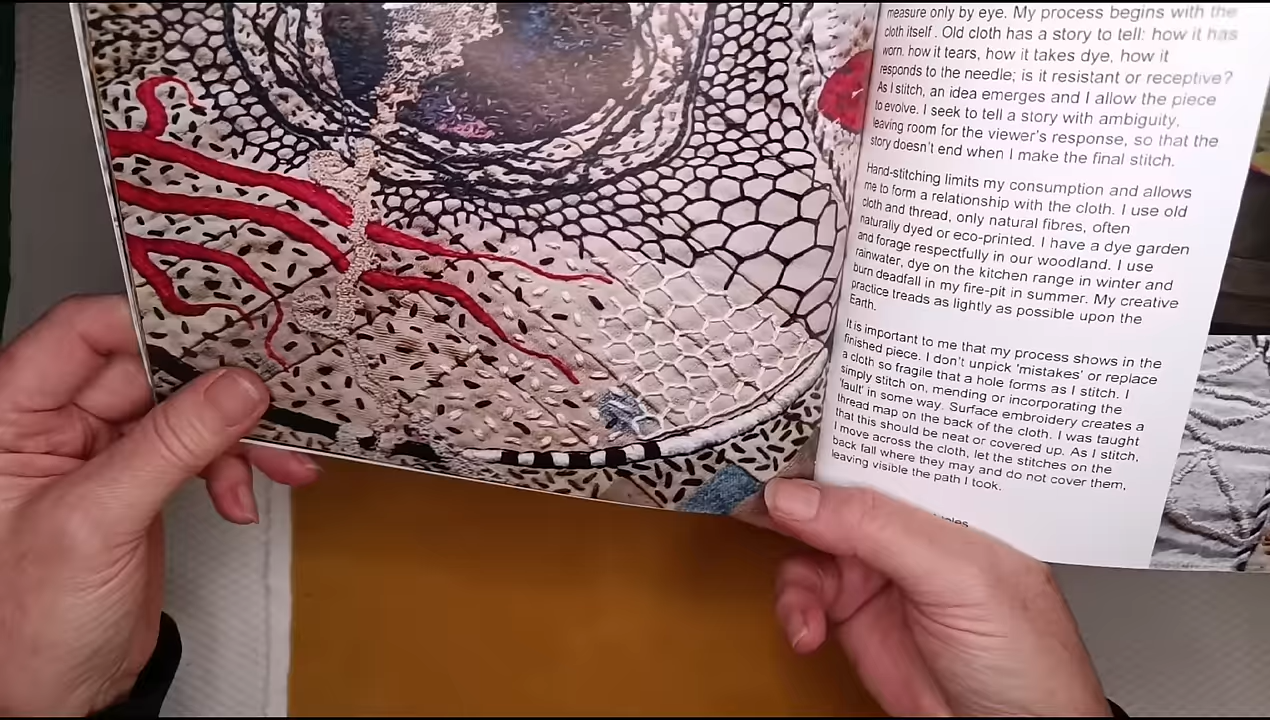 measure only by eye. My process begins with the
cloth itself. Old cloth has a story to tell: how it has
worn, how it tears, how it takes dye, how it
responds to the needle; is it resistant or receptive?
As I stitch, an idea emerges and I allow the piece
to evolve. I seek to tell a story with ambiguity,
leaving room for the viewer's response, so that the
story doesn't end when I make the final stitch.
Hand-stitching limits my consumption and allows
me to form a relationship with the cloth. I use old
cloth and thread, only natural fibres, often
naturally dyed or eco-printed. I have a dye garden
and forage respectfully in our woodland. I use
rainwater, dye on the kitchen range in winter and
burn deadfall in my fire-pit in summer. My creative
practice treads as lightly as possible upon the
Earth.
It is important to me that my process shows in the
finished piece. I don't unpick 'mistakes' or replace
a cloth so fragile that a hole forms as I stitch. I
simply stitch on, mending or incorporating the
'fault' in some way. Surface embroidery creates a
thread map on the back of the cloth. I was taught
that this should be neat or covered up. As I stitch,
I move across the cloth, let the stitches on the
back fall where they may and do not cover them,
leaving visible the path I took.